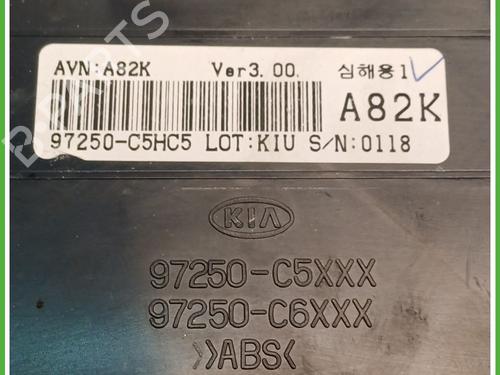 AVN:A82K Ver3.00. 심해용1
A82K
97250-C5HC5 LOT:KIU S/N:0118
KIA
97250-C5XXX
97250-C6XXX
>ABS<
B-PARTS